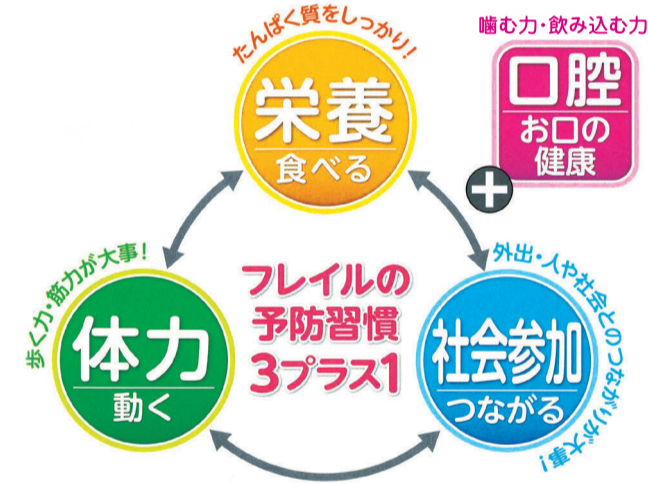 たんぱく質をしっかり!
栄養
食べる
噛む力・飲み込む力
口腔
お口の
健康
+
歩く力・筋力が大事!
体力
動く
フレイルの
予防習慣
3プラス1
外出・人や社会とのつながりが大事!
社会参加
つながる